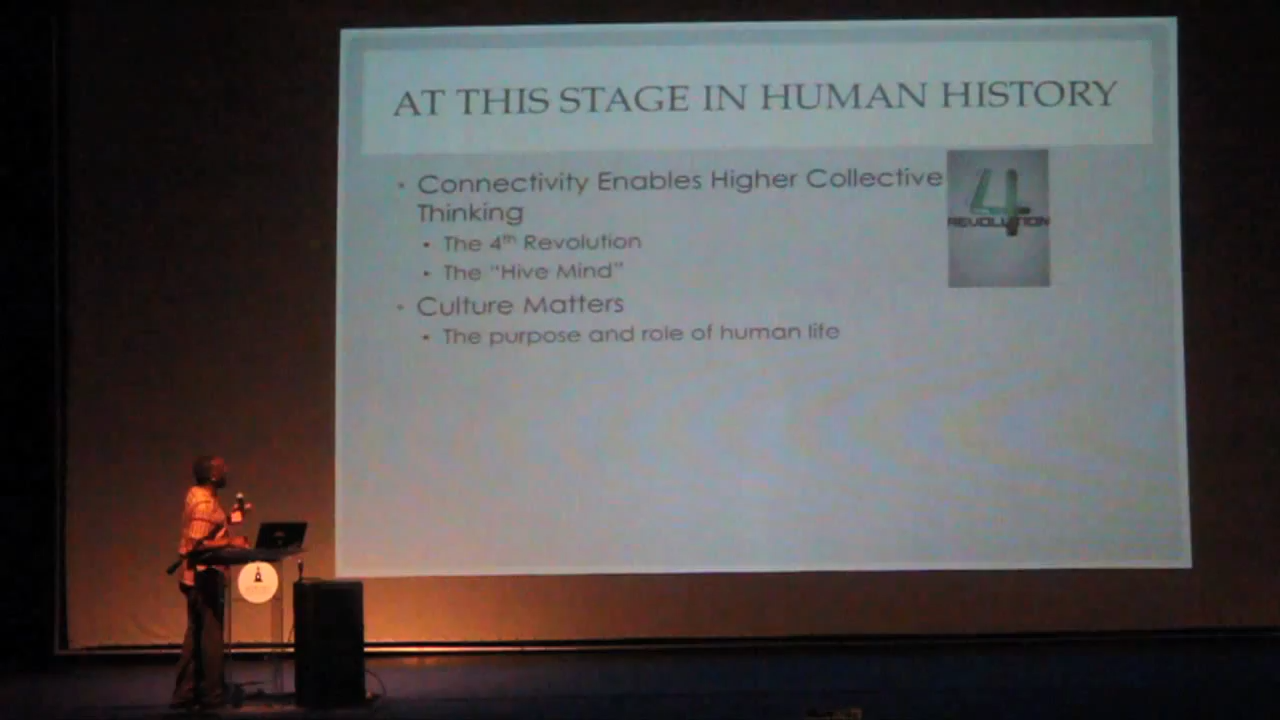 AT THIS STAGE IN HUMAN HISTORY
• Connectivity Enables Higher Collective
Thinking
• The 4th Revolution
• The “Hive Mind”
• Culture Matters
• The purpose and role of human life
4
REVOLUTION